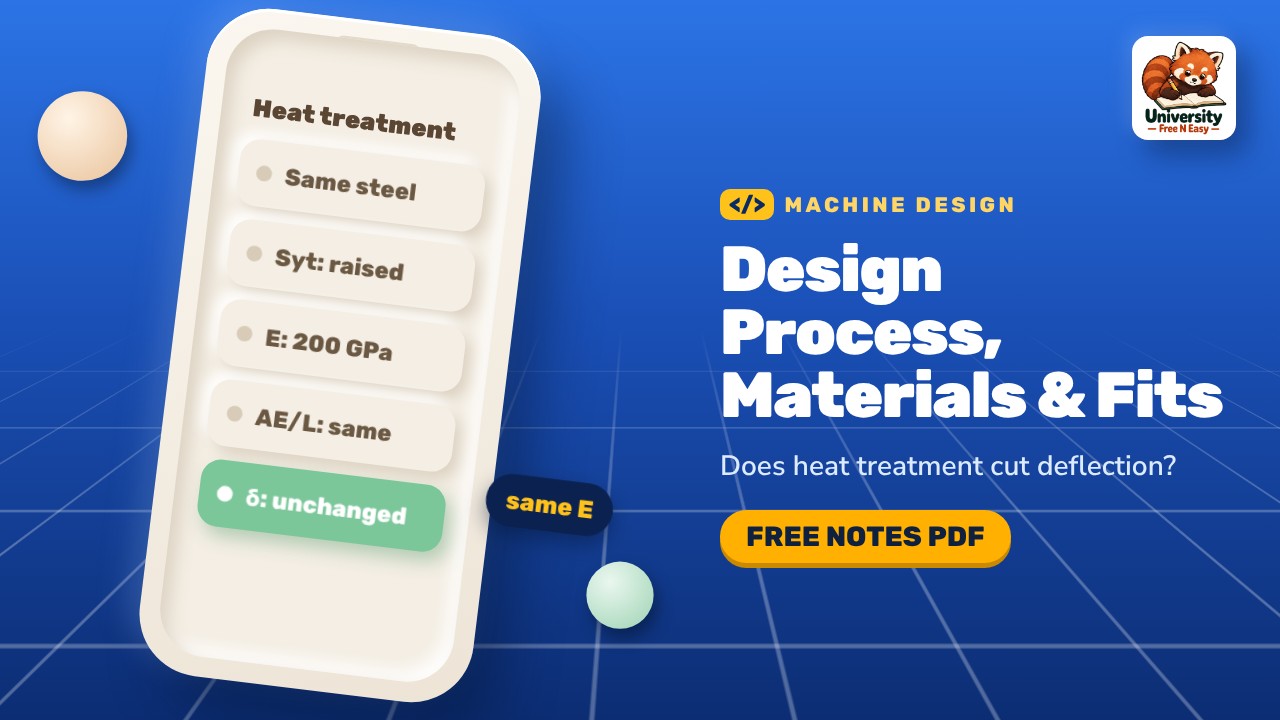 Heat treatment
Same steel
Syt: raised
E: 200 GPa
AE/L: same
δ: unchanged
same E
University
Free N Easy
</> MACHINE DESIGN
Design
Process,
Materials & Fits
Does heat treatment cut deflection?
FREE NOTES PDF